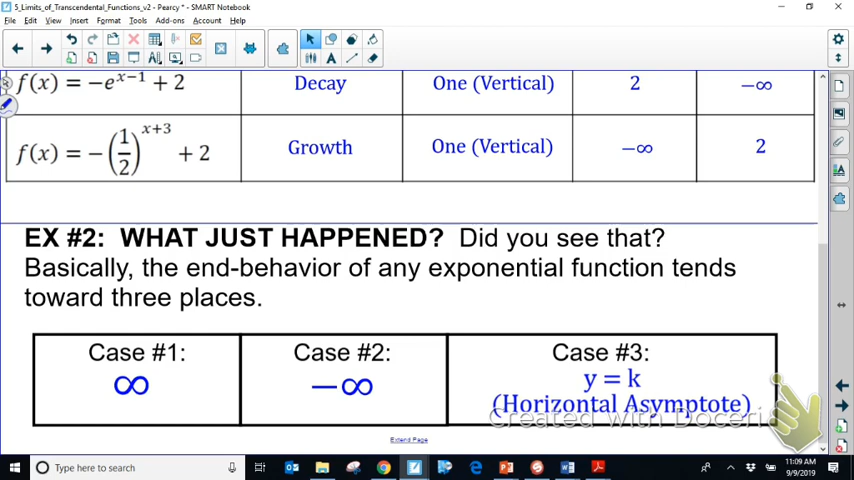 5_Limits_of_Transcendental_Functions_v2 - Pearcy * - SMART Notebook
File Edit View Insert Format Tools Add-ons Account Help
f(x) = −e^{x−1} + 2 Decay One (Vertical) 2 −∞
f(x) = −(1/2)^{x+3} + 2 Growth One (Vertical) −∞ 2
EX #2: WHAT JUST HAPPENED? Did you see that?
Basically, the end-behavior of any exponential function tends
toward three places.
Case #1: Case #2: Case #3:
∞ −∞ y = k
(Horizontal Asymptote)
Created with Doceri
Extend Page
Type here to search
11:09 AM
9/9/2019